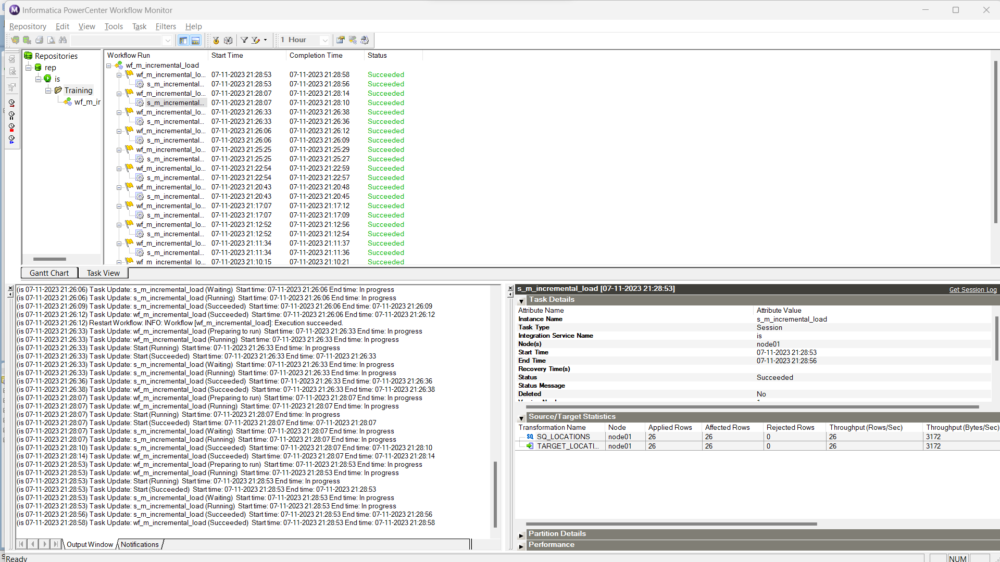 Informatica PowerCenter Workflow Monitor
Repository Edit View Tools Task Filters Help
1 Hour
Repositories
rep
is
Training
wf_m_ir
Workflow Run Start Time Completion Time Status
wf_m_incremental_load
wf_m_incremental_lo... 07-11-2023 21:28:53 07-11-2023 21:28:58 Succeeded
s_m_incremental... 07-11-2023 21:28:53 07-11-2023 21:28:56 Succeeded
wf_m_incremental_lo... 07-11-2023 21:28:07 07-11-2023 21:28:14 Succeeded
s_m_incremental... 07-11-2023 21:28:07 07-11-2023 21:28:10 Succeeded
wf_m_incremental_lo... 07-11-2023 21:26:33 07-11-2023 21:26:38 Succeeded
s_m_incremental... 07-11-2023 21:26:33 07-11-2023 21:26:36 Succeeded
wf_m_incremental_lo... 07-11-2023 21:26:06 07-11-2023 21:26:12 Succeeded
s_m_incremental... 07-11-2023 21:26:06 07-11-2023 21:26:09 Succeeded
wf_m_incremental_lo... 07-11-2023 21:25:25 07-11-2023 21:25:29 Succeeded
s_m_incremental... 07-11-2023 21:25:25 07-11-2023 21:25:27 Succeeded
wf_m_incremental_lo... 07-11-2023 21:22:54 07-11-2023 21:22:59 Succeeded
s_m_incremental... 07-11-2023 21:22:54 07-11-2023 21:22:57 Succeeded
wf_m_incremental_lo... 07-11-2023 21:20:43 07-11-2023 21:20:48 Succeeded
s_m_incremental... 07-11-2023 21:20:43 07-11-2023 21:20:45 Succeeded
wf_m_incremental_lo... 07-11-2023 21:17:07 07-11-2023 21:17:12 Succeeded
s_m_incremental... 07-11-2023 21:17:07 07-11-2023 21:17:09 Succeeded
wf_m_incremental_lo... 07-11-2023 21:12:52 07-11-2023 21:12:56 Succeeded
s_m_incremental... 07-11-2023 21:12:52 07-11-2023 21:12:54 Succeeded
wf_m_incremental_lo... 07-11-2023 21:11:34 07-11-2023 21:11:37 Succeeded
s_m_incremental... 07-11-2023 21:11:34 07-11-2023 21:11:36 Succeeded
wf_m_incremental_lo... 07-11-2023 21:10:15 07-11-2023 21:10:21 Succeeded
Gantt Chart Task View
(is 07-11-2023 21:26:06) Task Update: s_m_incremental_load (Waiting) Start time: 07-11-2023 21:26:06 End time: In progress
(is 07-11-2023 21:26:06) Task Update: s_m_incremental_load (Running) Start time: 07-11-2023 21:26:06 End time: In progress
(is 07-11-2023 21:26:09) Task Update: s_m_incremental_load (Succeeded) Start time: 07-11-2023 21:26:06 End time: 07-11-2023 21:26:09
(is 07-11-2023 21:26:12) Task Update: wf_m_incremental_load (Succeeded) Start time: 07-11-2023 21:26:06 End time: 07-11-2023 21:26:12
(is 07-11-2023 21:26:12) Restart Workflow: INFO: Workflow [wf_m_incremental_load]: Execution succeeded.
(is 07-11-2023 21:26:33) Task Update: wf_m_incremental_load (Preparing to run) Start time: 07-11-2023 21:26:33 End time: In progress
(is 07-11-2023 21:26:33) Task Update: wf_m_incremental_load (Running) Start time: 07-11-2023 21:26:33 End time: In progress
(is 07-11-2023 21:26:33) Task Update: Start (Running) Start time: 07-11-2023 21:26:33 End time: In progress
(is 07-11-2023 21:26:33) Task Update: Start (Succeeded) Start time: 07-11-2023 21:26:33 End time: 07-11-2023 21:26:33
(is 07-11-2023 21:26:33) Task Update: s_m_incremental_load (Waiting) Start time: 07-11-2023 21:26:33 End time: In progress
(is 07-11-2023 21:26:33) Task Update: s_m_incremental_load (Running) Start time: 07-11-2023 21:26:33 End time: In progress
(is 07-11-2023 21:26:36) Task Update: s_m_incremental_load (Succeeded) Start time: 07-11-2023 21:26:33 End time: 07-11-2023 21:26:36
(is 07-11-2023 21:26:38) Task Update: wf_m_incremental_load (Succeeded) Start time: 07-11-2023 21:26:33 End time: 07-11-2023 21:26:38
(is 07-11-2023 21:28:07) Task Update: wf_m_incremental_load (Preparing to run) Start time: 07-11-2023 21:28:07 End time: In progress
(is 07-11-2023 21:28:07) Task Update: wf_m_incremental_load (Running) Start time: 07-11-2023 21:28:07 End time: In progress
(is 07-11-2023 21:28:07) Task Update: Start (Running) Start time: 07-11-2023 21:28:07 End time: In progress
(is 07-11-2023 21:28:07) Task Update: Start (Succeeded) Start time: 07-11-2023 21:28:07 End time: 07-11-2023 21:28:07
(is 07-11-2023 21:28:07) Task Update: s_m_incremental_load (Waiting) Start time: 07-11-2023 21:28:07 End time: In progress
(is 07-11-2023 21:28:07) Task Update: s_m_incremental_load (Running) Start time: 07-11-2023 21:28:07 End time: In progress
(is 07-11-2023 21:28:10) Task Update: s_m_incremental_load (Succeeded) Start time: 07-11-2023 21:28:07 End time: 07-11-2023 21:28:10
(is 07-11-2023 21:28:14) Task Update: wf_m_incremental_load (Succeeded) Start time: 07-11-2023 21:28:07 End time: 07-11-2023 21:28:14
(is 07-11-2023 21:28:53) Task Update: wf_m_incremental_load (Preparing to run) Start time: 07-11-2023 21:28:53 End time: In progress
(is 07-11-2023 21:28:53) Task Update: wf_m_incremental_load (Running) Start time: 07-11-2023 21:28:53 End time: In progress
(is 07-11-2023 21:28:53) Task Update: Start (Running) Start time: 07-11-2023 21:28:53 End time: In progress
(is 07-11-2023 21:28:53) Task Update: Start (Succeeded) Start time: 07-11-2023 21:28:53 End time: 07-11-2023 21:28:53
(is 07-11-2023 21:28:53) Task Update: s_m_incremental_load (Waiting) Start time: 07-11-2023 21:28:53 End time: In progress
(is 07-11-2023 21:28:53) Task Update: s_m_incremental_load (Running) Start time: 07-11-2023 21:28:53 End time: In progress
(is 07-11-2023 21:28:56) Task Update: s_m_incremental_load (Succeeded) Start time: 07-11-2023 21:28:53 End time: 07-11-2023 21:28:56
(is 07-11-2023 21:28:58) Task Update: wf_m_incremental_load (Succeeded) Start time: 07-11-2023 21:28:53 End time: 07-11-2023 21:28:58
Output Window Notifications
s_m_incremental_load [07-11-2023 21:28:53] Get Session Log
Task Details
Attribute Name Attribute Value
Instance Name s_m_incremental_load
Task Type Session
Integration Service Name is
Node(s) node01
Start Time 07-11-2023 21:28:53
End Time 07-11-2023 21:28:56
Recovery Time(s)
Status Succeeded
Status Message
Deleted No
Source/Target Statistics
Transformation Name Node Applied Rows Affected Rows Rejected Rows Throughput (Rows/Sec) Throughput (Bytes/Sec)
SQ_LOCATIONS node01 26 26 0 26 3172
TARGET_LOCATI... node01 26 26 0 26 3172
Partition Details
Performance
Ready NUM